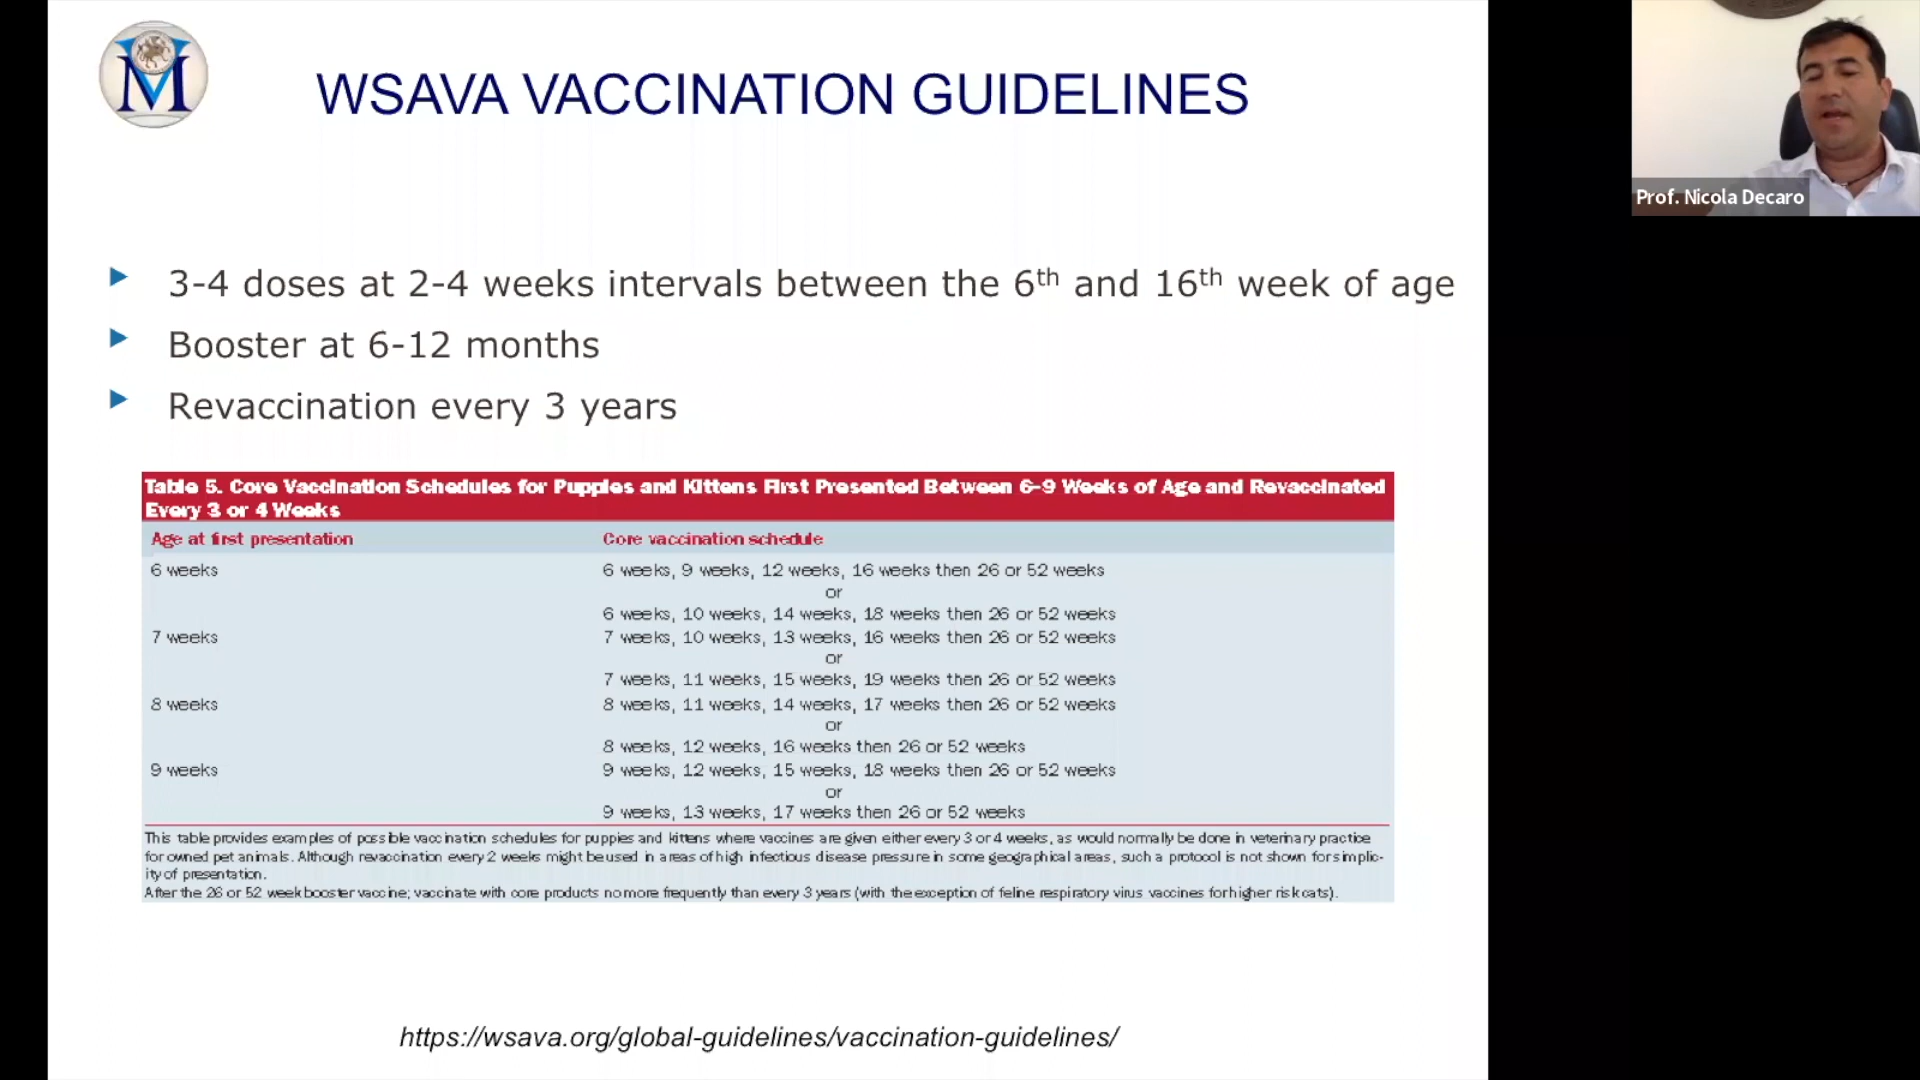 WSAVA VACCINATION GUIDELINES
Prof. Nicola Decaro
3-4 doses at 2-4 weeks intervals between the 6th and 16th week of age
Booster at 6-12 months
Revaccination every 3 years
Table 5. Core Vaccination Schedules for Puppies and Kittens First Presented Between 6–9 Weeks of Age and Revaccinated
Every 3 or 4 Weeks
Age at first presentation Core vaccination schedule
6 weeks 6 weeks, 9 weeks, 12 weeks, 16 weeks then 26 or 52 weeks
or
6 weeks, 10 weeks, 14 weeks, 18 weeks then 26 or 52 weeks
7 weeks 7 weeks, 10 weeks, 13 weeks, 16 weeks then 26 or 52 weeks
or
7 weeks, 11 weeks, 15 weeks, 19 weeks then 26 or 52 weeks
8 weeks 8 weeks, 11 weeks, 14 weeks, 17 weeks then 26 or 52 weeks
or
8 weeks, 12 weeks, 16 weeks then 26 or 52 weeks
9 weeks 9 weeks, 12 weeks, 15 weeks, 18 weeks then 26 or 52 weeks
or
9 weeks, 13 weeks, 17 weeks then 26 or 52 weeks
This table provides examples of possible vaccination schedules for puppies and kittens where vaccines are given either every 3 or 4 weeks, as would normally be done in veterinary practice
for owned pet animals. Although revaccination every 2 weeks might be used in areas of high infectious disease pressure in some geographical areas, such a protocol is not shown for simplic-
ity of presentation.
After the 26 or 52 week booster vaccine; vaccinate with core products no more frequently than every 3 years (with the exception of feline respiratory virus vaccines for higher risk cats).
https://wsava.org/global-guidelines/vaccination-guidelines/